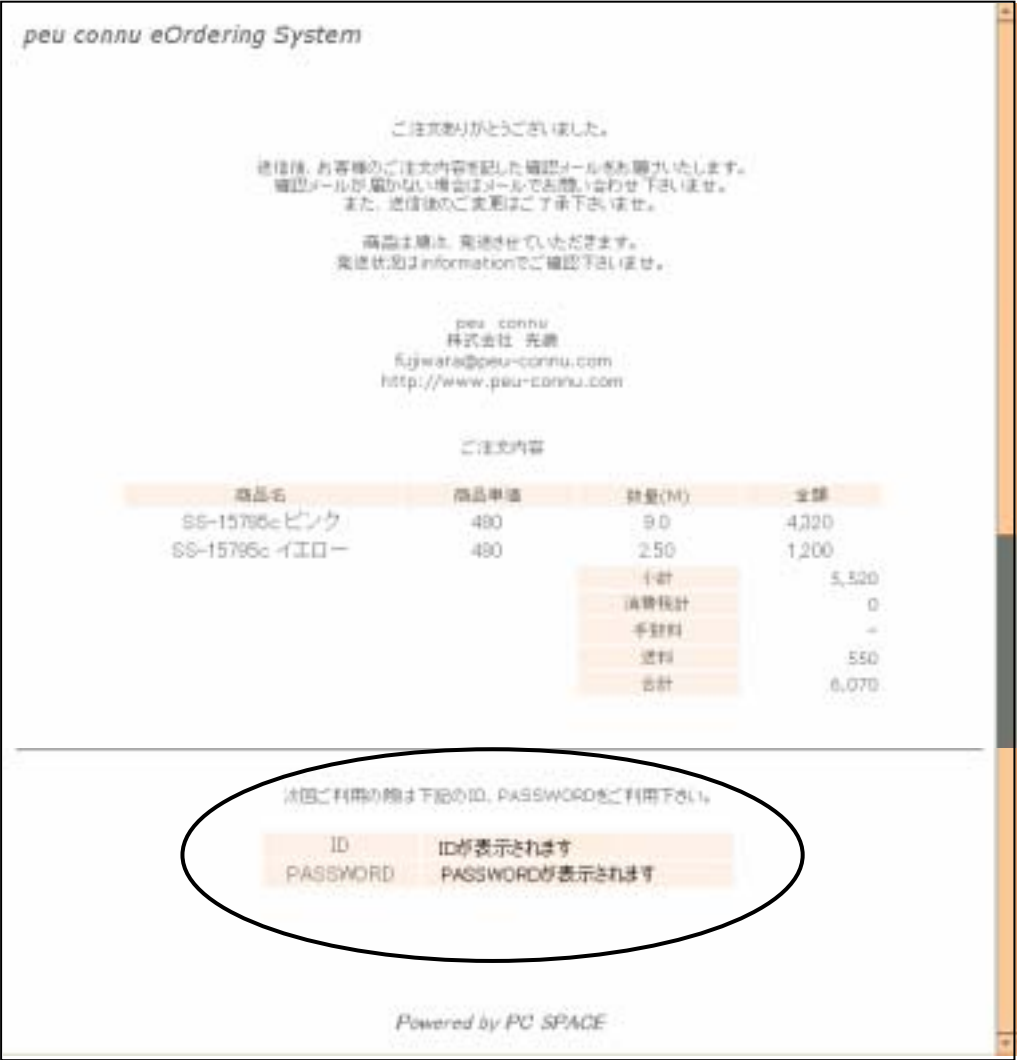 peu connu eOrdering System
ご注文ありがとうございました。
送信後、お客様のご注文内容を記した確認メールをお届けいたします。
確認メールが届かない場合はメールでお問い合わせ下さいませ。
また、送信後のご変更はご了承下さいませ。
商品は順次、発送させていただきます。
発送状況はinformationでご確認下さいませ。
peu connu
株式会社
fujiwara@peu-connu.com
http://www.peu-connu.com
ご注文内容
商品名 商品単価 数量(M) 金額
SS-15795c ピンク 480 9.0 4,320
SS-15795c イエロー 480 2.50 1,200
小計 5,520
消費税計 0
手数料 -
送料 550
合計 6,070
次回ご利用の際は下記のID、PASSWORDをご利用下さい。
ID IDが表示されます
PASSWORD PASSWORDが表示されます
Powered by PC SPACE